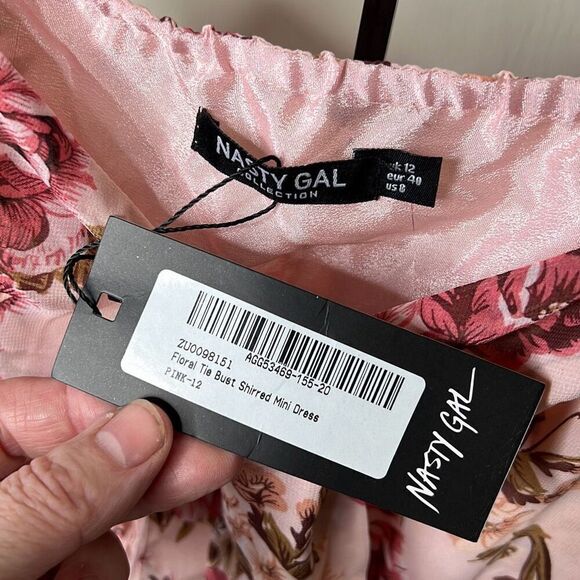 NASTY GAL
COLLECTION
uk 12
eur 40
us 8
AGG53469-155-20
ZU0098151
Floral Tie Bust Shirred Mini Dress
PINK-12
NASTY GAL